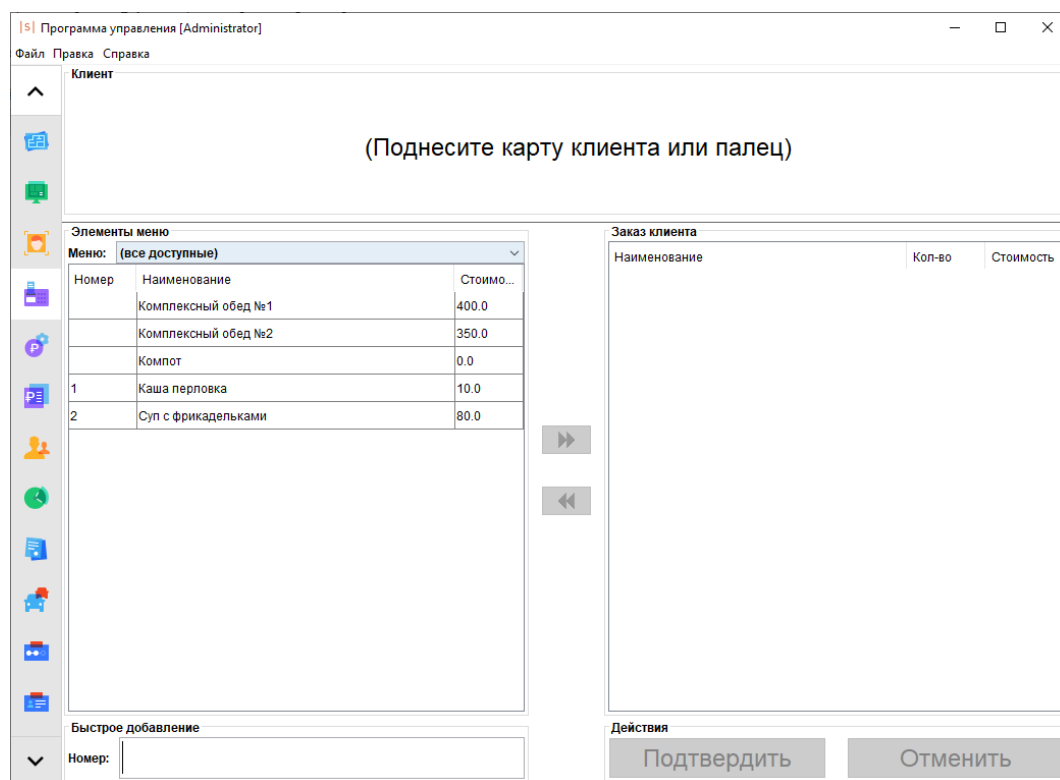 |S| Программа управления [Administrator]
Файл Правка Справка
Клиент
(Поднесите карту клиента или палец)
Элементы меню
Меню: (все доступные)
Номер Наименование Стоимо...
Комплексный обед №1 400.0
Комплексный обед №2 350.0
Компот 0.0
1 Каша перловка 10.0
2 Суп с фрикадельками 80.0
Заказ клиента
Наименование Кол-во Стоимость
Быстрое добавление
Номер:
Действия
Подтвердить Отменить